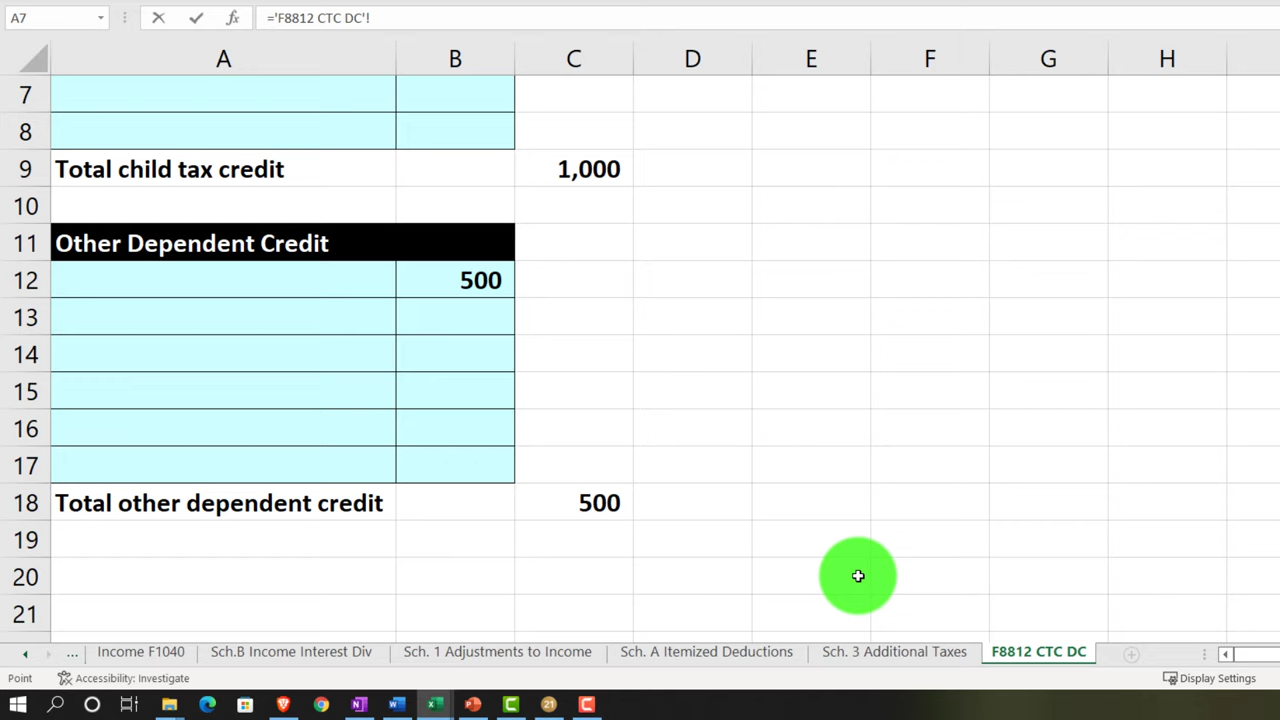 A7 fx ='F8812 CTC DC'!
A B C D E F G H
7
8
9 Total child tax credit 1,000
10
11 Other Dependent Credit
12 500
13
14
15
16
17
18 Total other dependent credit 500
19
20
21
... Income F1040 Sch.B Income Interest Div Sch. 1 Adjustments to Income Sch. A Itemized Deductions Sch. 3 Additional Taxes F8812 CTC DC
Point Accessibility: Investigate Display Settings
21